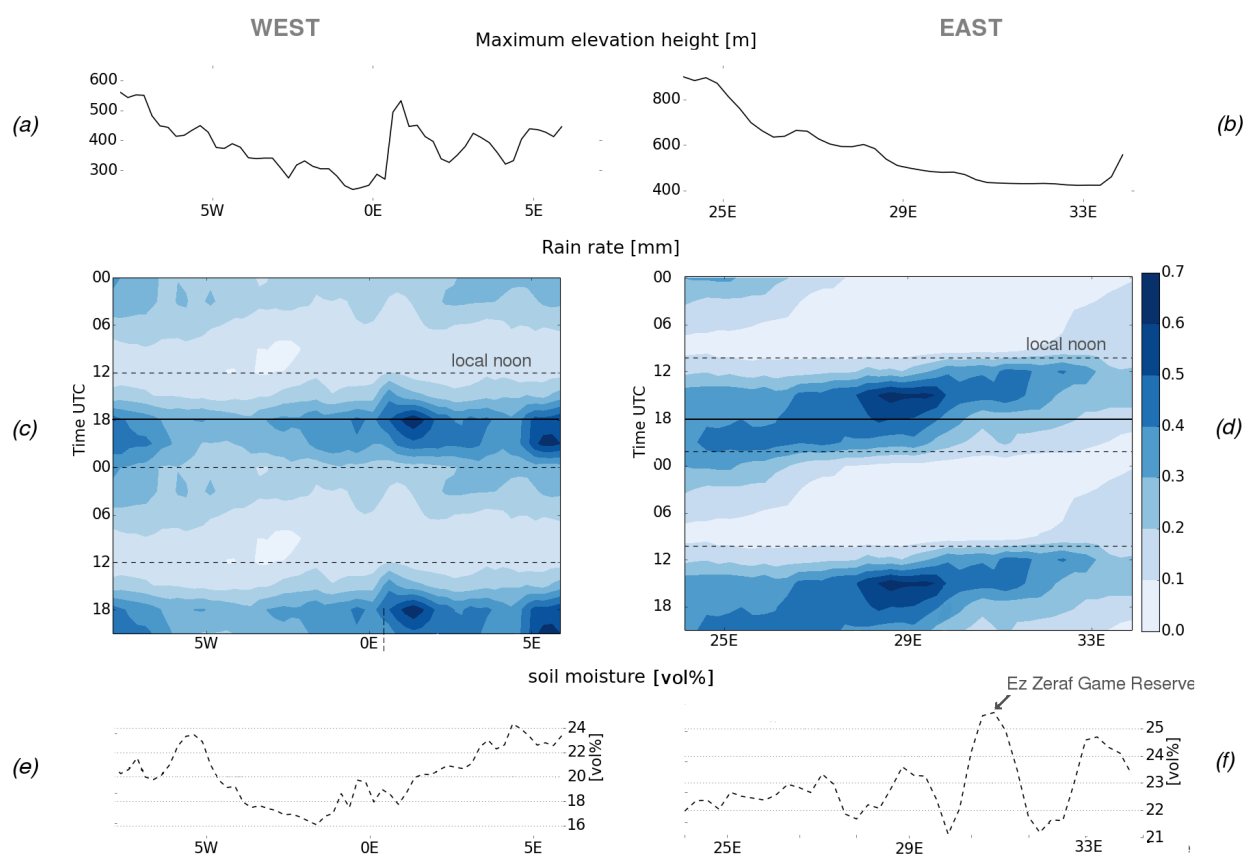 WEST
EAST
Maximum elevation height [m]
(a)
600
500
400
300
5W
0E
5E
(b)
800
600
400
25E
29E
33E
Rain rate [mm]
(c)
Time UTC
00
06
12
18
00
06
12
18
local noon
5W
0E
5E
(d)
Time UTC
00
06
12
18
00
06
12
18
local noon
25E
29E
33E
0.7
0.6
0.5
0.4
0.3
0.2
0.1
0.0
soil moisture [vol%]
(e)
24
22
20
18
16
[vol%]
5W
0E
5E
Ez Zeraf Game Reserve
(f)
25
24
23
22
21
[vol%]
25E
29E
33E